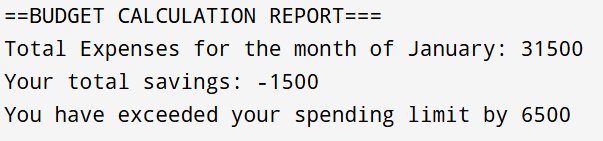 ==BUDGET CALCULATION REPORT===
Total Expenses for the month of January: 31500
Your total savings: -1500
You have exceeded your spending limit by 6500